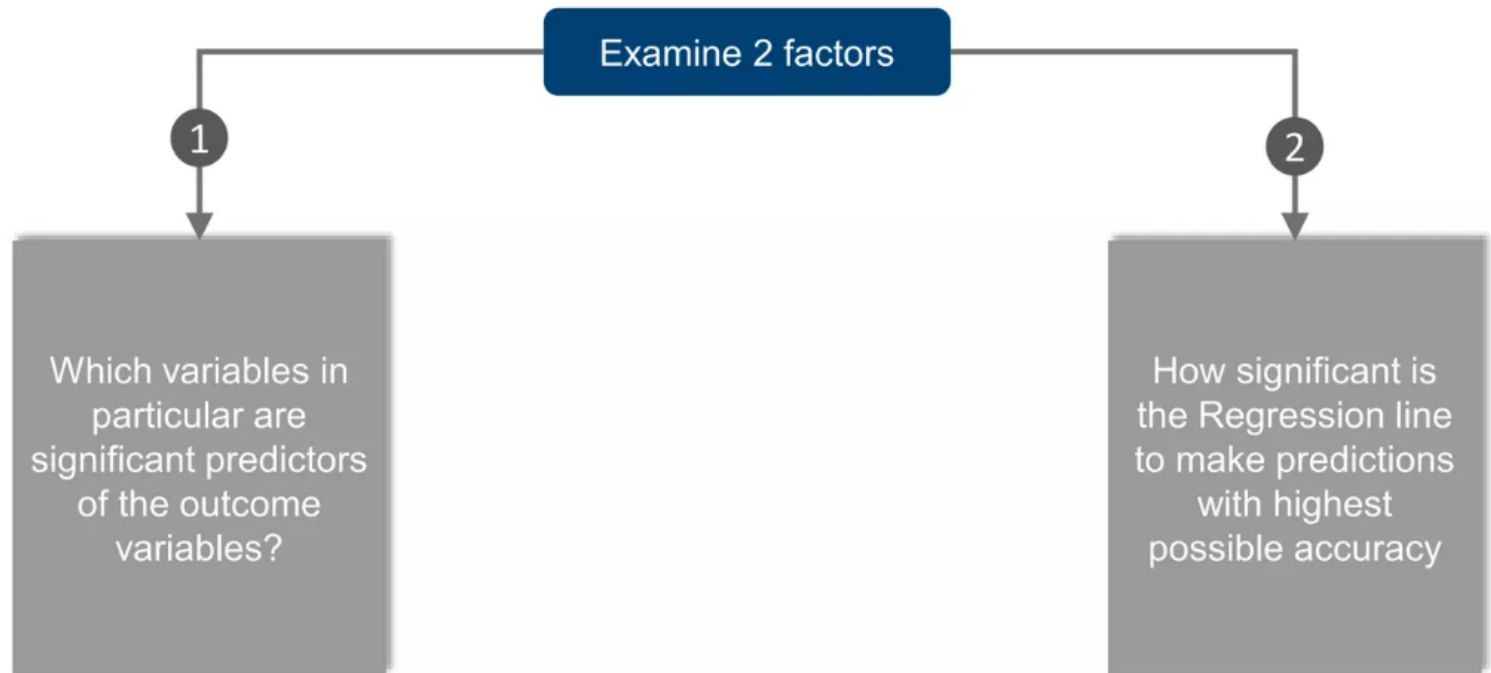 Examine 2 factors
1
2
Which variables in
particular are
significant predictors
of the outcome
variables?
How significant is
the Regression line
to make predictions
with highest
possible accuracy